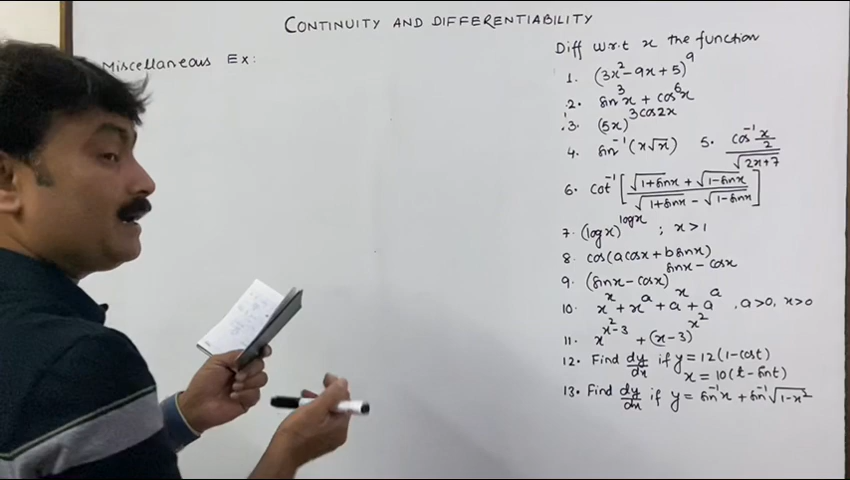 CONTINUITY AND DIFFERENTIABILITY
Miscellaneous Ex:
Diff w.r.t x the function
1. (3x² - 9x + 5)⁹
2. sin³x + cos⁶x
3. (5x)^{3cos2x}
4. sin⁻¹(x√x) 5. cos⁻¹ x/2 / √(2x+7)
6. cot⁻¹[(√(1+sinx) + √(1-sinx)) / (√(1+sinx) - √(1-sinx))]
7. (logx)^{logx} ; x>1
8. cos(acosx + bsinx)
9. (sinx - cosx)^{sinx - cosx}
10. x^x + x^a + a^x + a^a , a>0, x>0
11. x^{x²-3} + (x-3)^{x²}
12. Find dy/dx if y = 12(1-cost)
x = 10(t - sint)
13. Find dy/dx if y = sin⁻¹x + sin⁻¹√(1-x²)